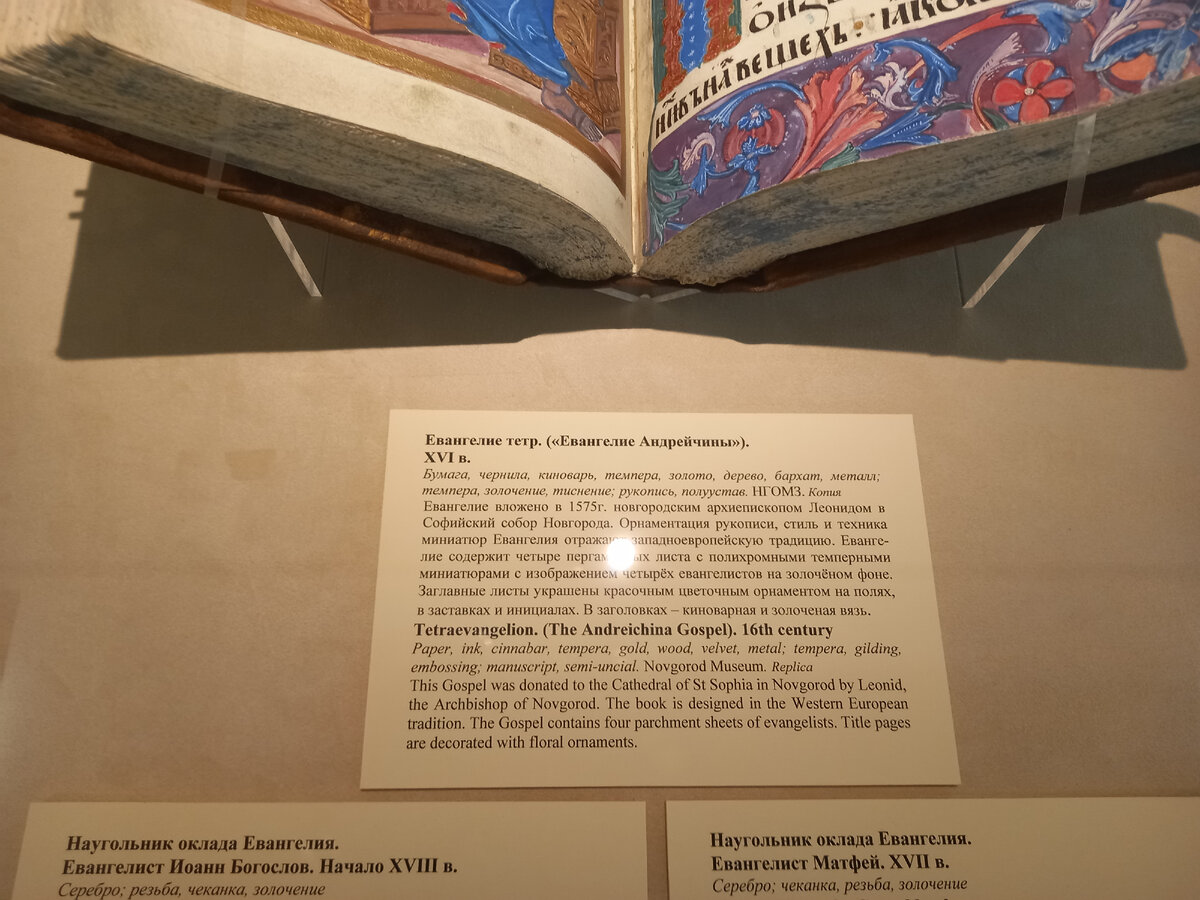 Евангелие тетр. («Евангелие Андрейчины»).
XVI в.
Бумага, чернила, киноварь, темпера, золото, дерево, бархат, металл;
темпера, золочение, тиснение; рукопись, полуустав. НГОМЗ. Копия
Евангелие вложено в 1575г. новгородским архиепископом Леонидом в
Софийский собор Новгорода. Орнаментация рукописи, стиль и техника
миниатюр Евангелия западноевропейскую традицию. Еванге-
лие содержит четыре листа с полихромными темперными
миниатюрами с изображением четырёх евангелистов на золочёном фоне.
Заглавные листы украшены красочным цветочным орнаментом на полях,
в заставках и инициалах. В заголовках – киноварная и золоченая вязь.
Tetraevangelion. (The Andreichina Gospel). 16th century
Paper, ink, cinnabar, tempera, gold, wood, velvet, metal; tempera, gilding,
embossing; manuscript, semi-uncial. Novgorod Museum. Replica
This Gospel was donated to the Cathedral of St Sophia in Novgorod by Leonid,
the Archbishop of Novgorod. The book is designed in the Western European
tradition. The Gospel contains four parchment sheets of evangelists. Title pages
are decorated with floral ornaments.
Наугольник оклада Евангелия.
Евангелист Иоанн Богослов. Начало XVIII в.
Серебро; резьба, чеканка, золочение
Наугольник оклада Евангелия.
Евангелист Матфей. XVII в.
Серебро; чеканка, резьба, золочение